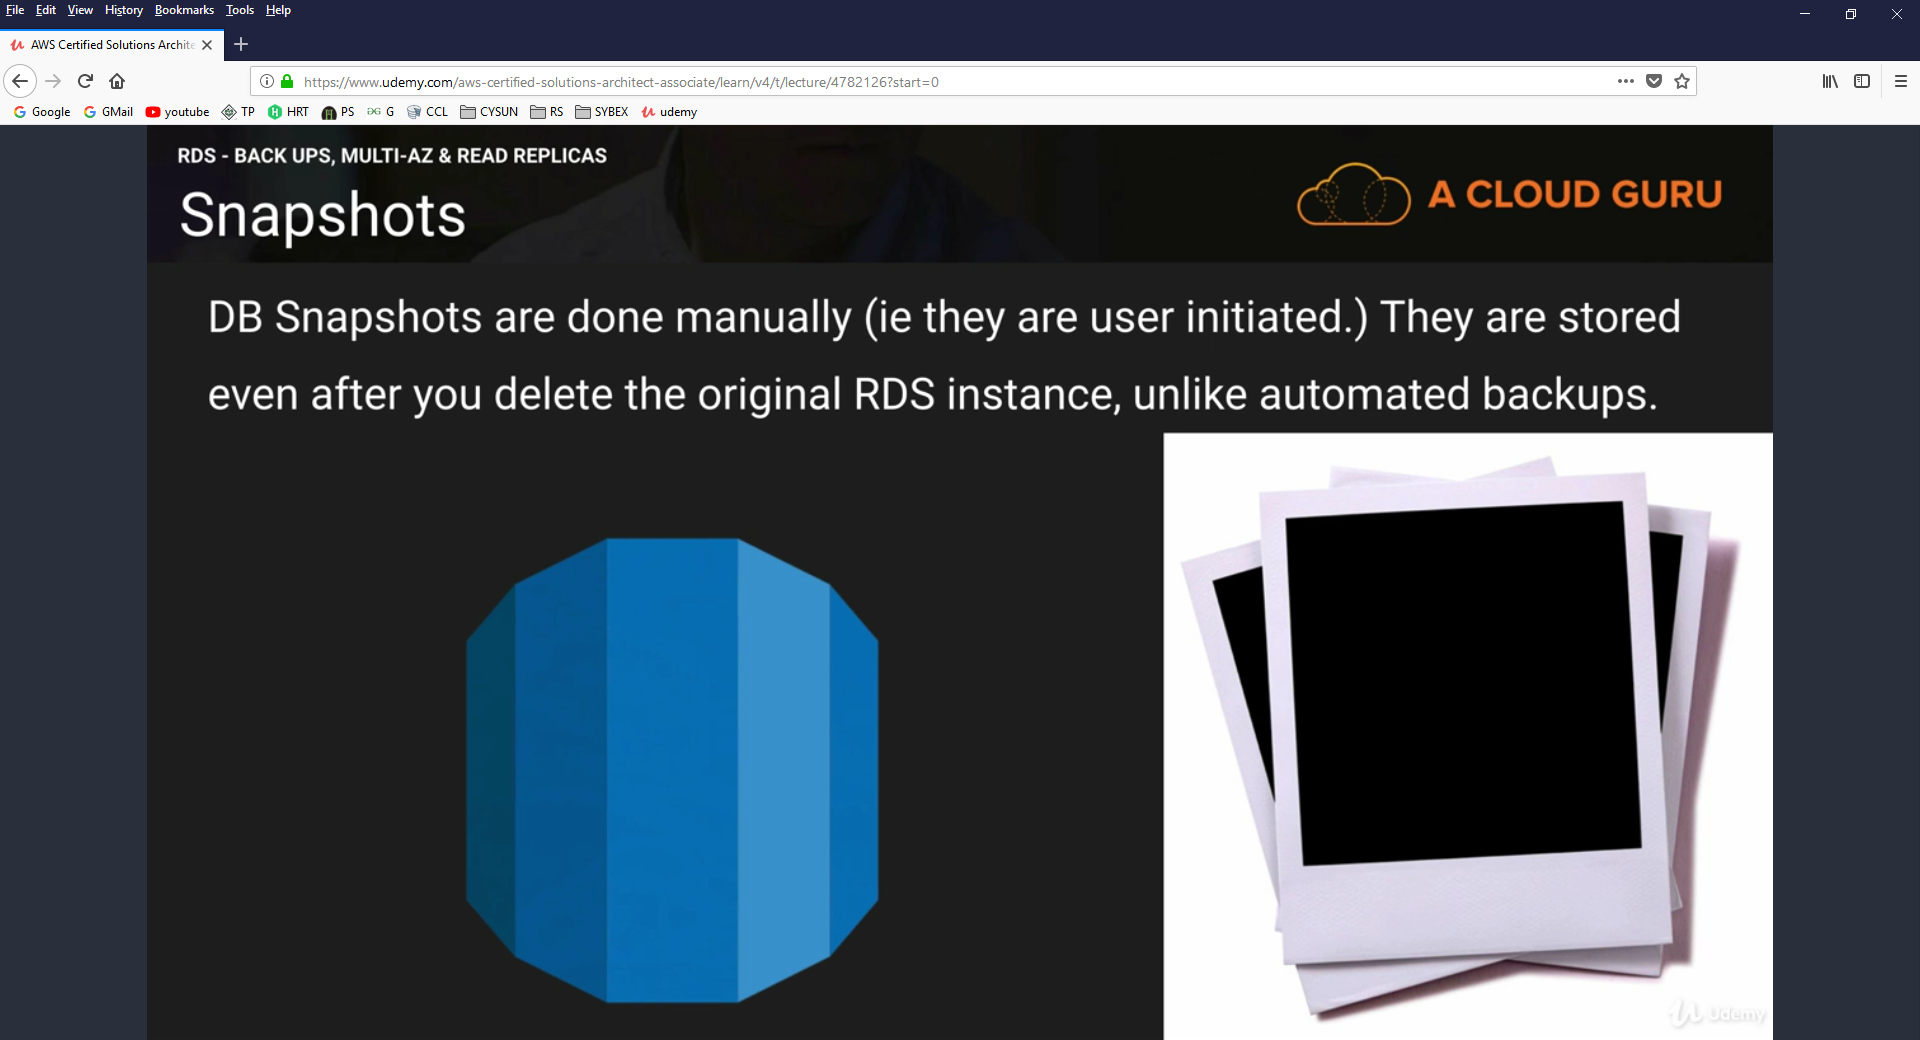 File Edit View History Bookmarks Tools Help
AWS Certified Solutions Archite
https://www.udemy.com/aws-certified-solutions-architect-associate/learn/v4/t/lecture/4782126?start=0
Google GMail youtube TP HRT PS G CCL CYSUN RS SYBEX udemy
RDS - BACK UPS, MULTI-AZ & READ REPLICAS
Snapshots
A CLOUD GURU
DB Snapshots are done manually (ie they are user initiated.) They are stored
even after you delete the original RDS instance, unlike automated backups.
Udemy